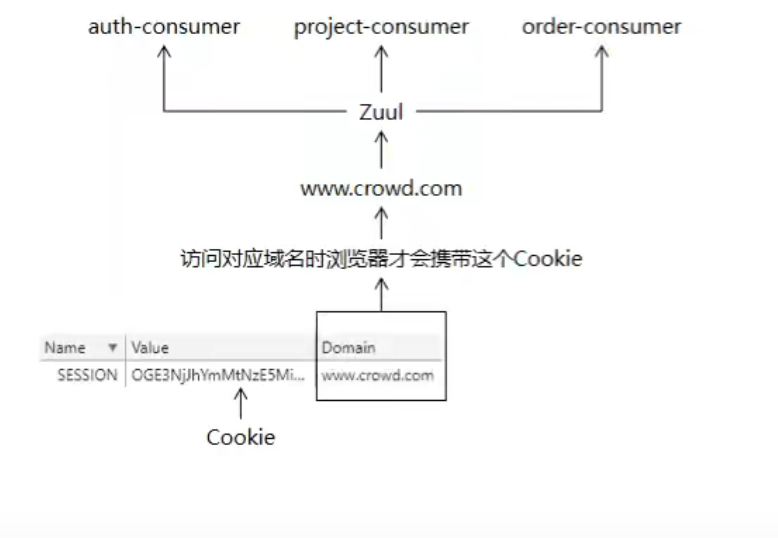 auth-consumer project-consumer order-consumer
Zuul
www.crowd.com
访问对应域名时浏览器才会携带这个Cookie
Name ▼ Value Domain
SESSION OGE3NjJhYmMtNzE5Mi... www.crowd.com
Cookie